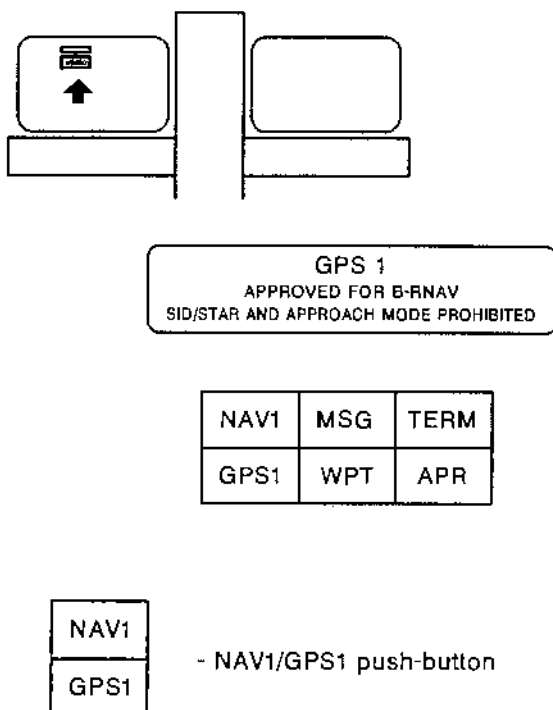 GPS 1
APPROVED FOR B-RNAV
SID/STAR AND APPROACH MODE PROHIBITED
NAV1 MSG TERM
GPS1 WPT APR
NAV1
GPS1
- NAV1/GPS1 push-button